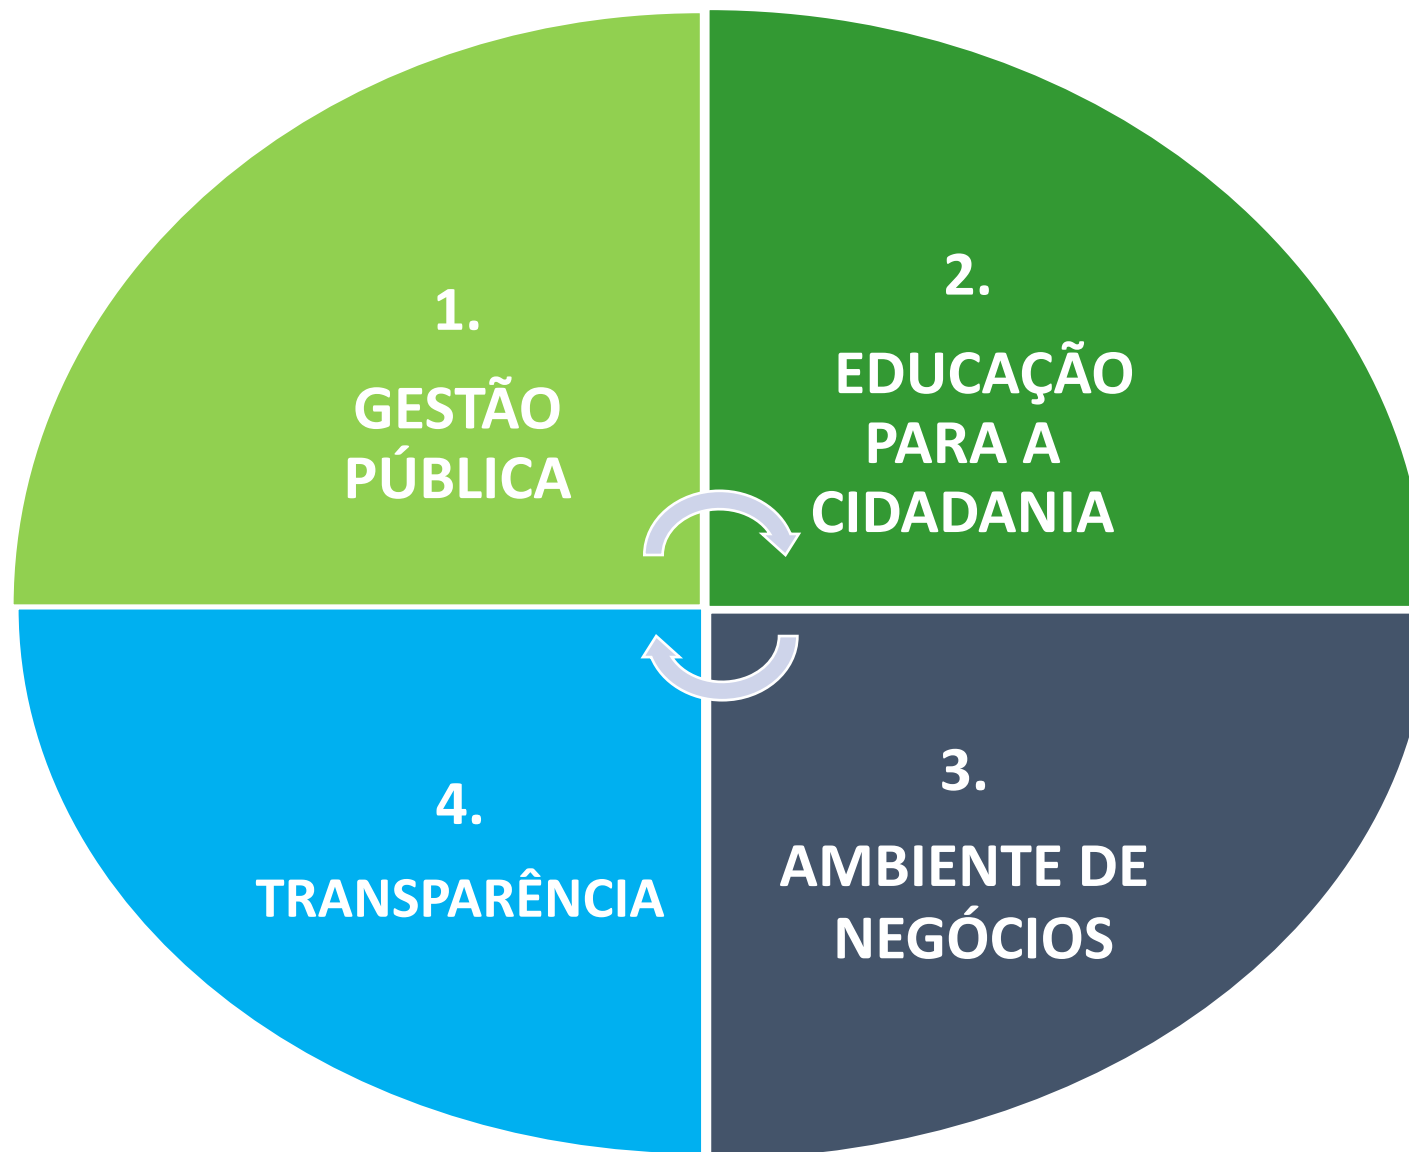 1.
GESTÃO
PÚBLICA
2.
EDUCAÇÃO
PARA A
CIDADANIA
3.
AMBIENTE DE
NEGÓCIOS
4.
TRANSPARÊNCIA